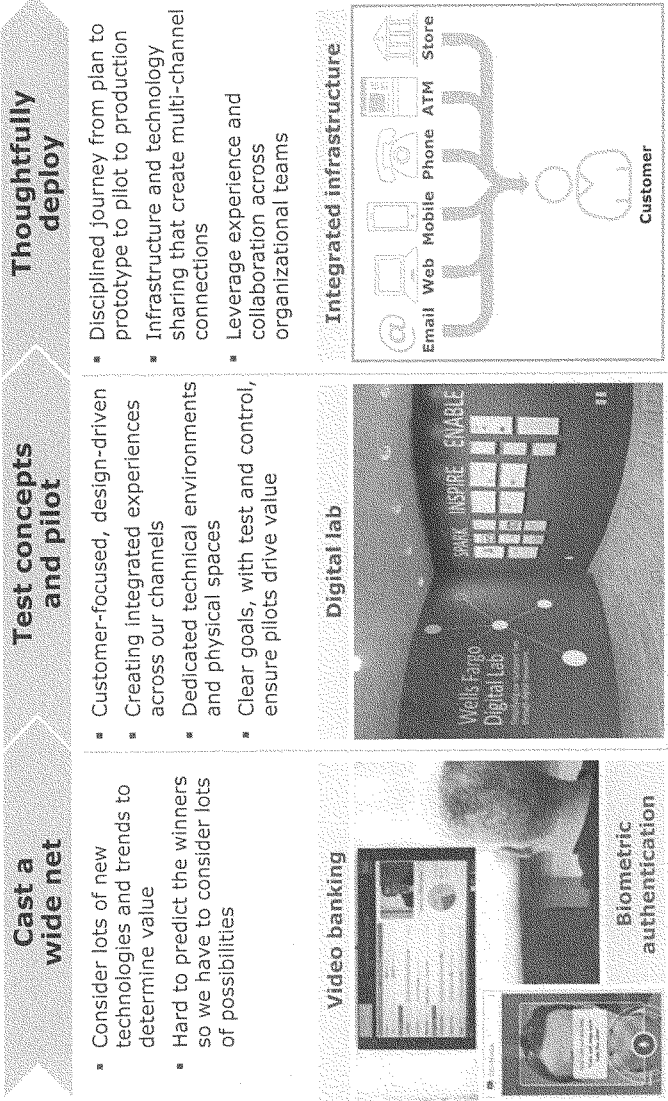 Cast a
wide net
Consider lots of new
technologies and trends to
determine value
Hard to predict the winners
so we have to consider lots
of possibilities
Video banking
Biometric
authentication
Test concepts
and pilot
Customer-focused, design-driven
Creating integrated experiences
across our channels
Dedicated technical environments
and physical spaces
Clear goals, with test and control,
ensure pilots drive value
Digital lab
Wells Fargo
Digital Lab
SPARK INSPIRE ENABLE
Thoughtfully
deploy
Disciplined journey from plan to
prototype to pilot to production
Infrastructure and technology
sharing that create multi-channel
connections
Leverage experience and
collaboration across
organizational teams
Integrated infrastructure
@
Email Web Mobile Phone ATM Store
Customer